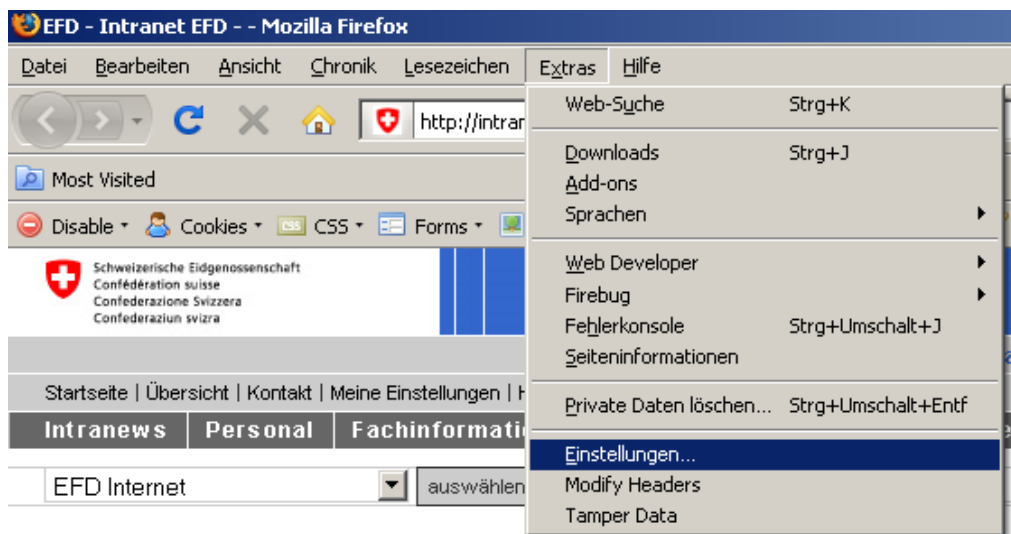 EFD - Intranet EFD - - Mozilla Firefox
Datei Bearbeiten Ansicht Chronik Lesezeichen Extras Hilfe
http://intran
Most Visited
Disable Cookies CSS Forms
Schweizerische Eidgenossenschaft
Confédération suisse
Confederazione Svizzera
Confederaziun svizra
Startseite | Übersicht | Kontakt | Meine Einstellungen |
Intranews Personal Fachinformati
EFD Internet auswählen
Web-Suche Strg+K
Downloads Strg+J
Add-ons
Sprachen
Web Developer
Firebug
Fehlerkonsole Strg+Umschalt+J
Seiteninformationen
Private Daten löschen... Strg+Umschalt+Entf
Einstellungen...
Modify Headers
Tamper Data